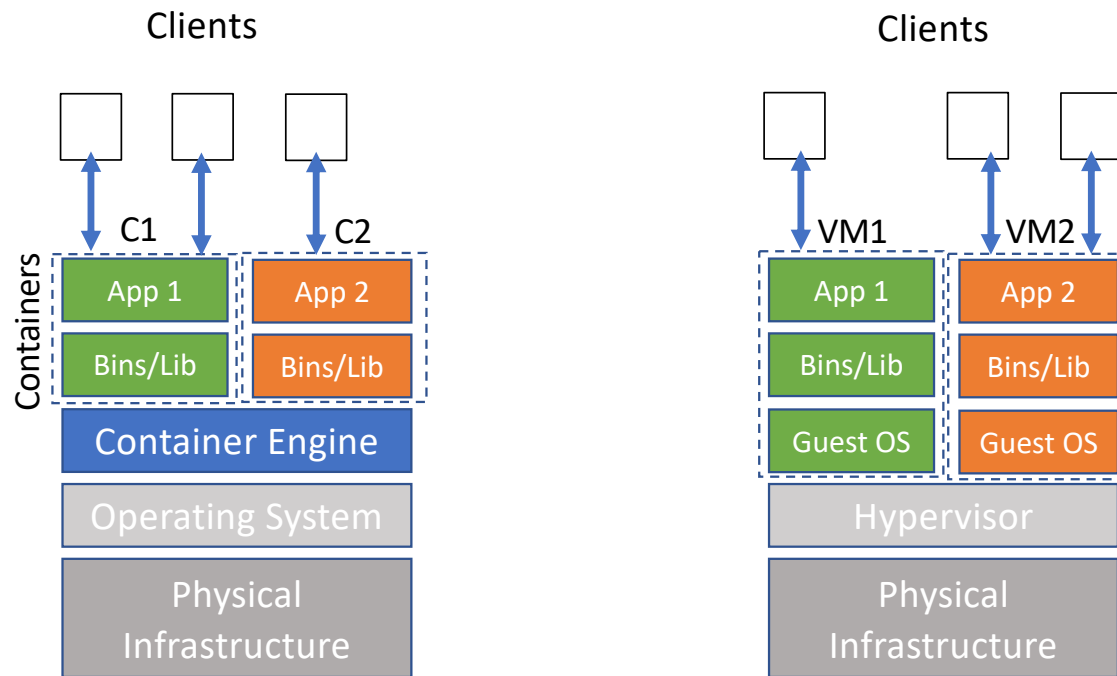 Clients
C1
C2
Containers
App 1
App 2
Bins/Lib
Bins/Lib
Container Engine
Operating System
Physical
Infrastructure
Clients
VM1
VM2
App 1
App 2
Bins/Lib
Bins/Lib
Guest OS
Guest OS
Hypervisor
Physical
Infrastructure